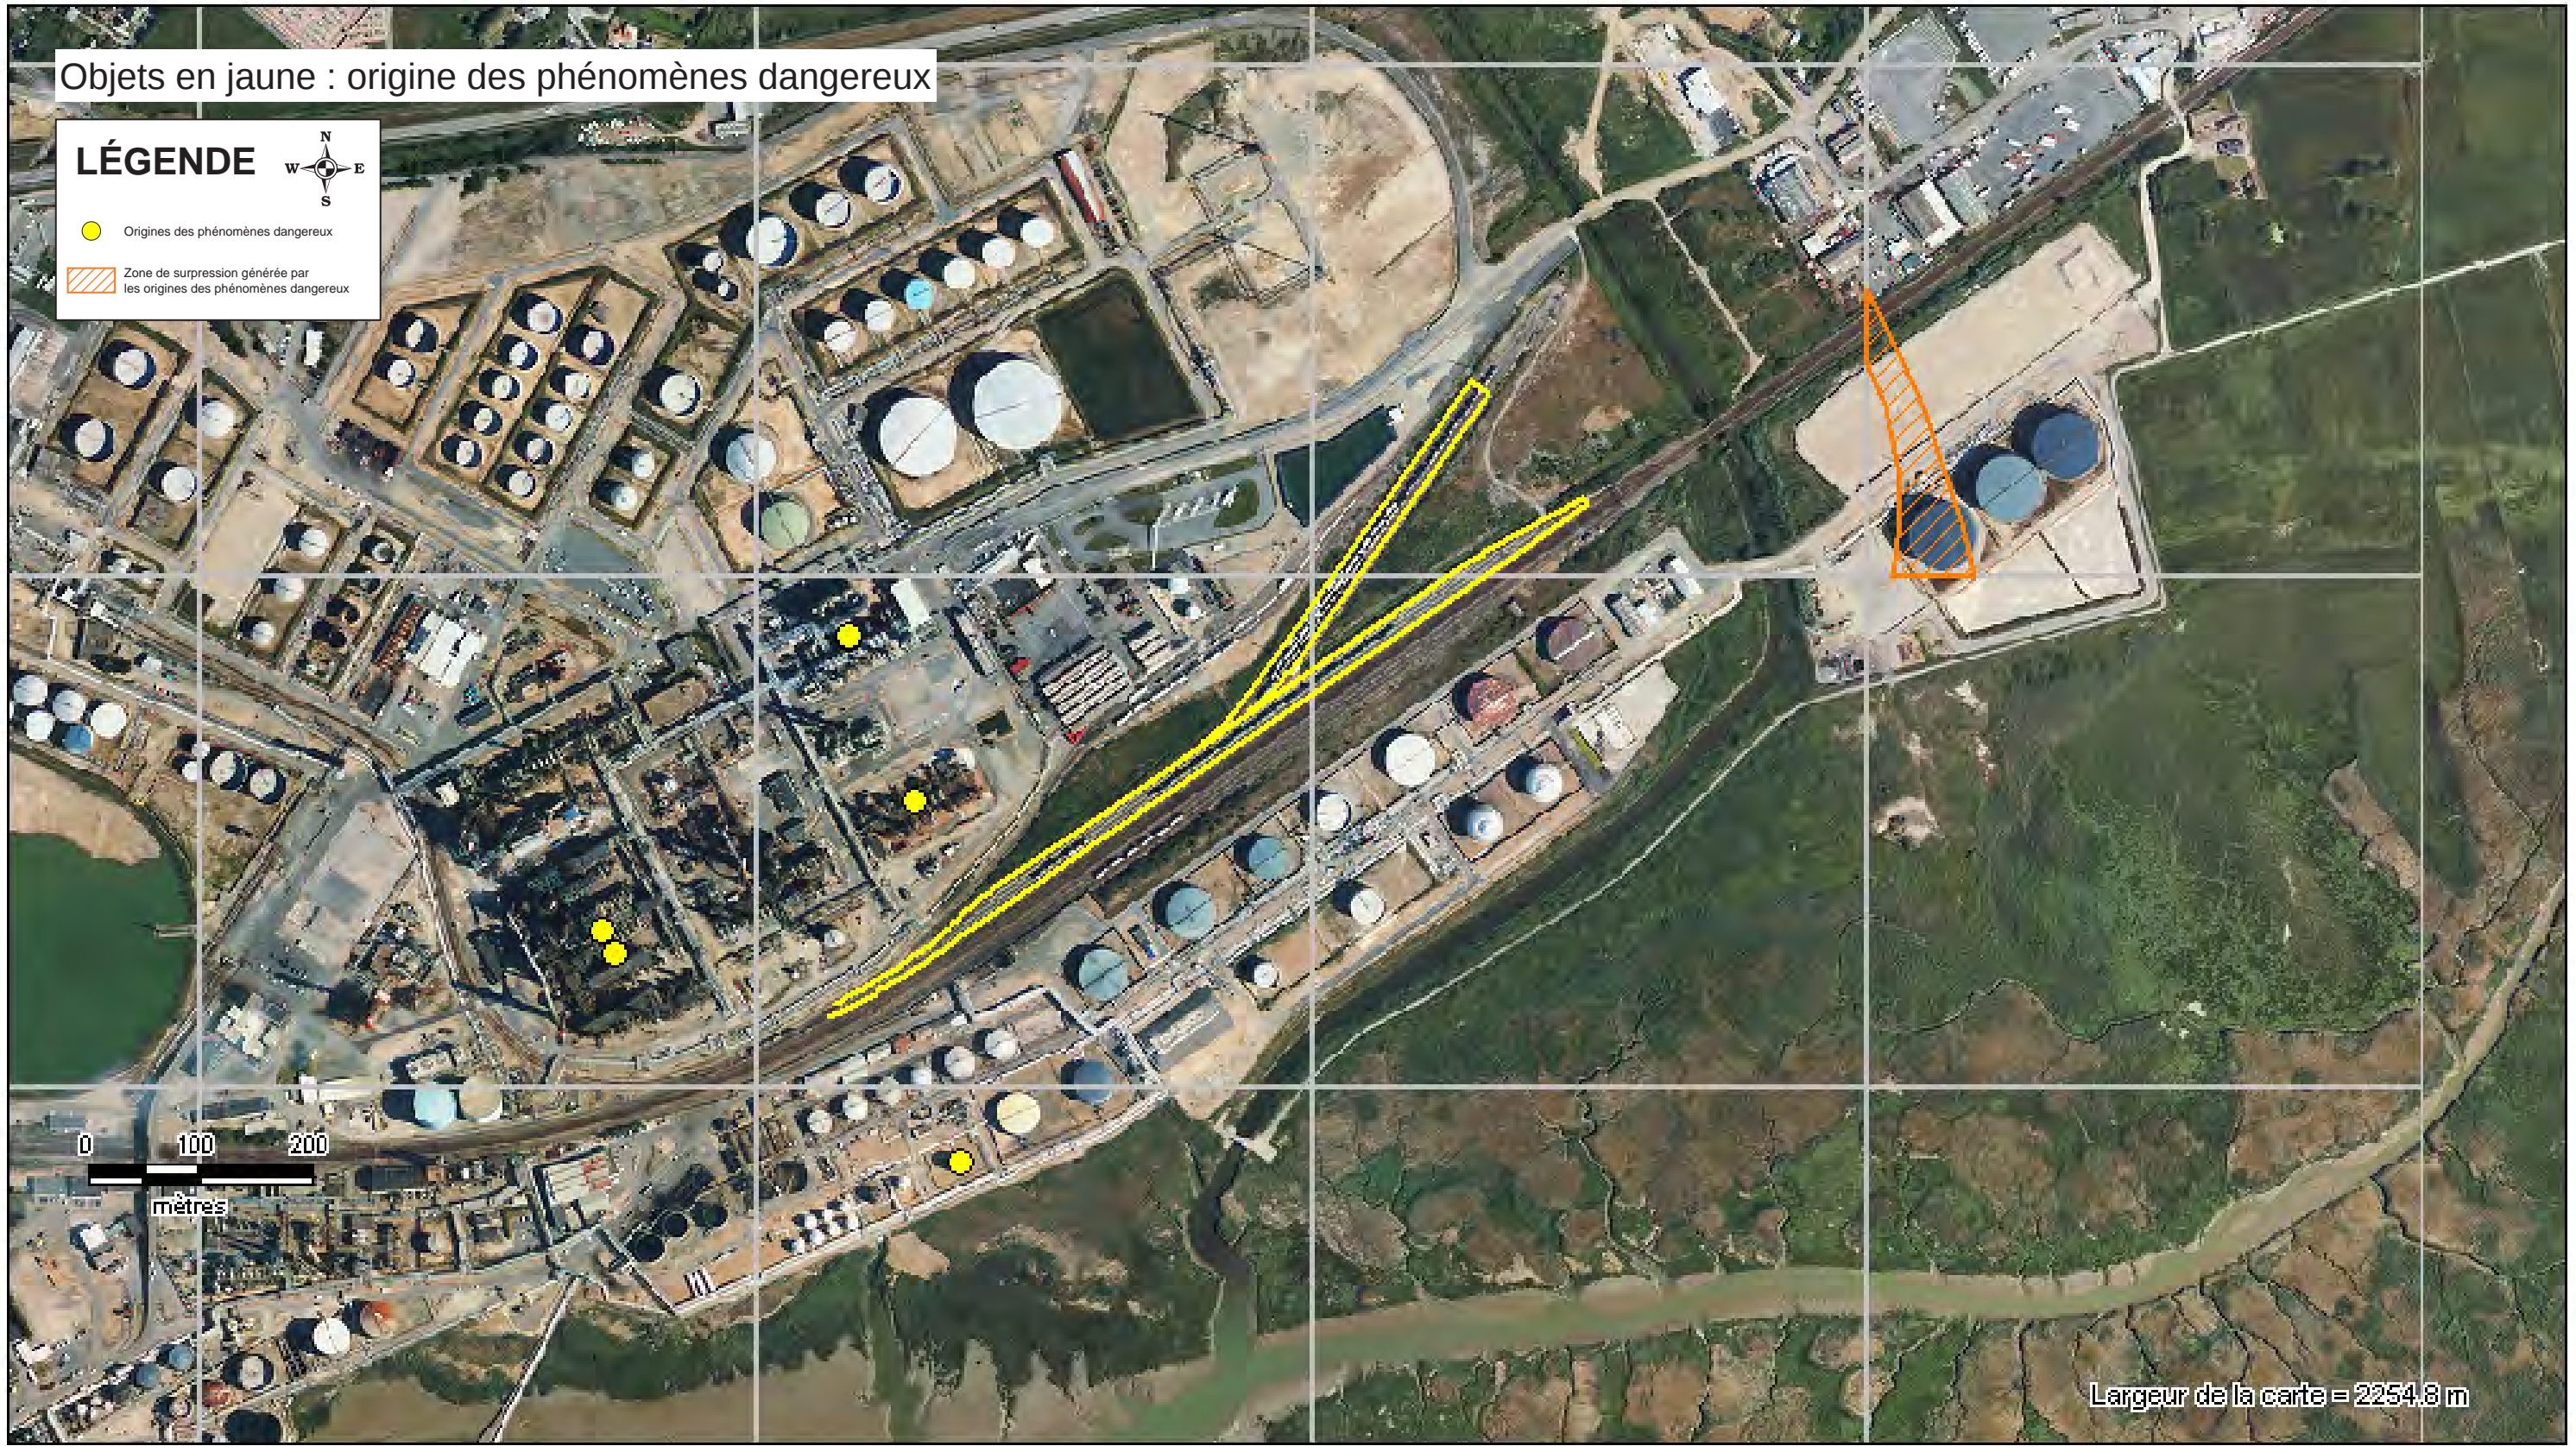 Objets en jaune : origine des phénomènes dangereux
LÉGENDE
N
W E
S
Origines des phénomènes dangereux
Zone de surpression générée par
les origines des phénomènes dangereux
0 100 200
mètres
Largeur de la carte = 2254.8 m